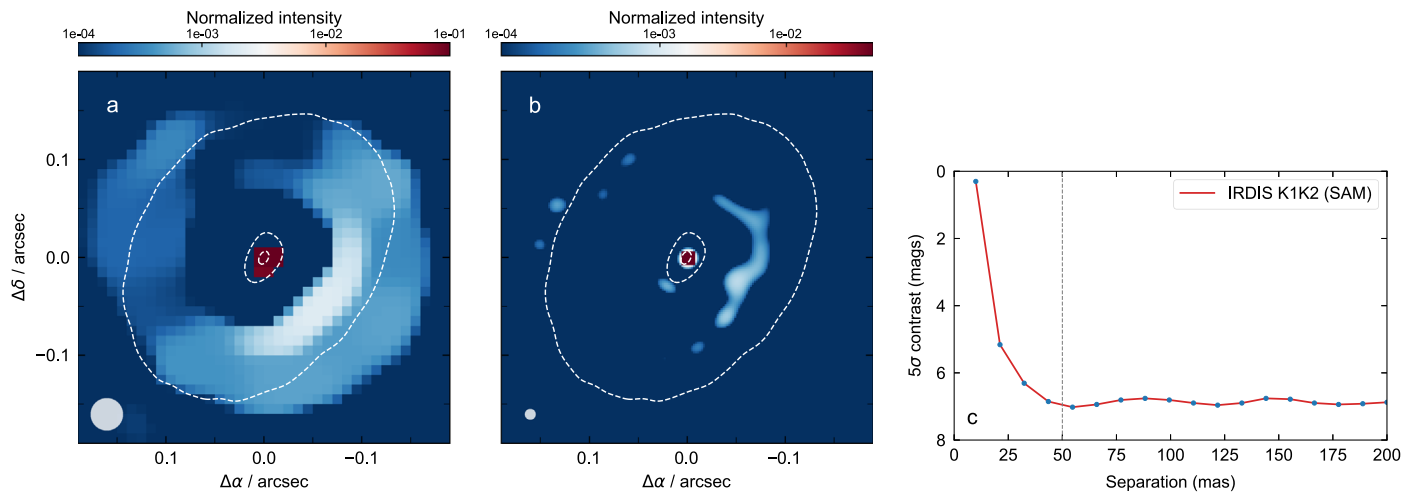 Normalized intensity
1e-04 1e-03 1e-02 1e-01
a
Δδ / arcsec
0.1
0.0
−0.1
0.1 0.0 −0.1
Δα / arcsec
Normalized intensity
1e-04 1e-03 1e-02
b
0.1 0.0 −0.1
Δα / arcsec
5σ contrast (mags)
0
2
4
6
8
IRDIS K1K2 (SAM)
c
0 25 50 75 100 125 150 175 200
Separation (mas)